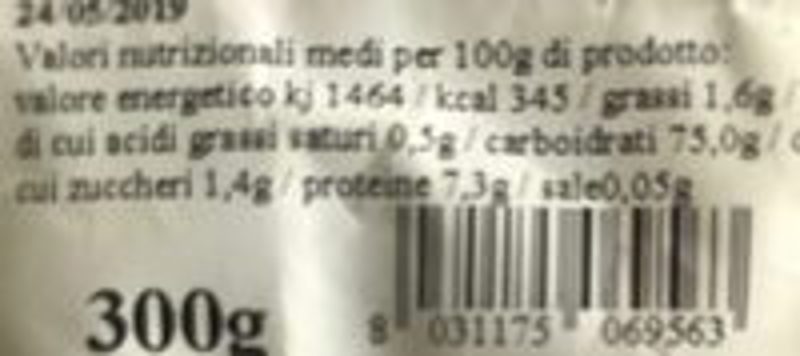 24/05/2019
Valori nutrizionali medi per 100g di prodotto:
valore energetico kj 1464 / kcal 345 / grassi 1,6g /
di cui acidi grassi saturi 0,5g / carboidrati 75,0g /
cui zuccheri 1,4g / proteine 7,3g / sale0,05g
300g
8 031175 069563